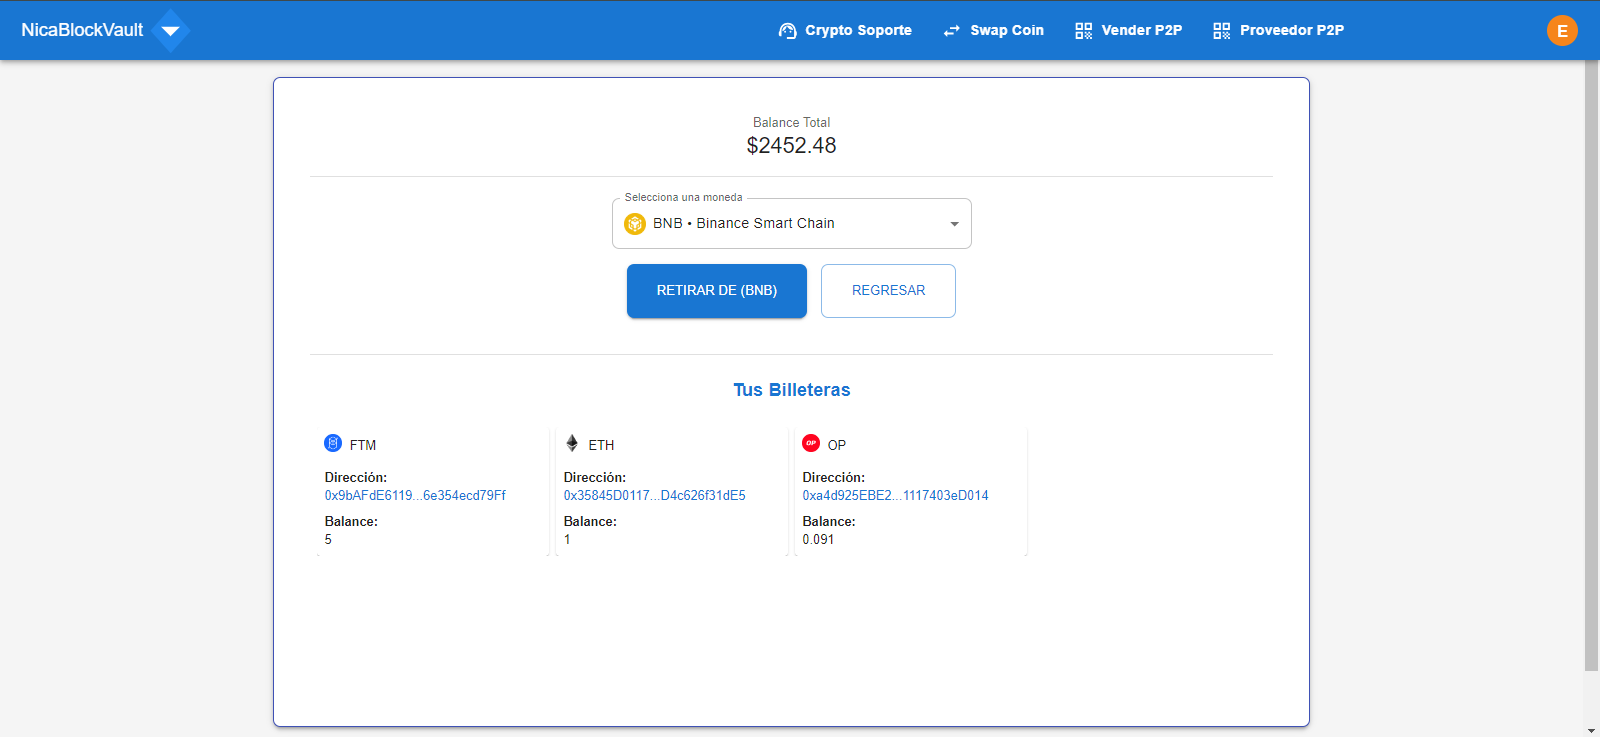 NicaBlockVault
Crypto Soporte
Swap Coin
Vender P2P
Proveedor P2P
E
Balance Total
$2452.48
Selecciona una moneda
BNB • Binance Smart Chain
RETIRAR DE (BNB)
REGRESAR
Tus Billeteras
FTM
Dirección:
0x9bAFdE6119...6e354ecd79Ff
Balance:
5
ETH
Dirección:
0x35845D0117...D4c626f31dE5
Balance:
1
OP
OP
Dirección:
0xa4d925EBE2...1117403eD014
Balance:
0.091